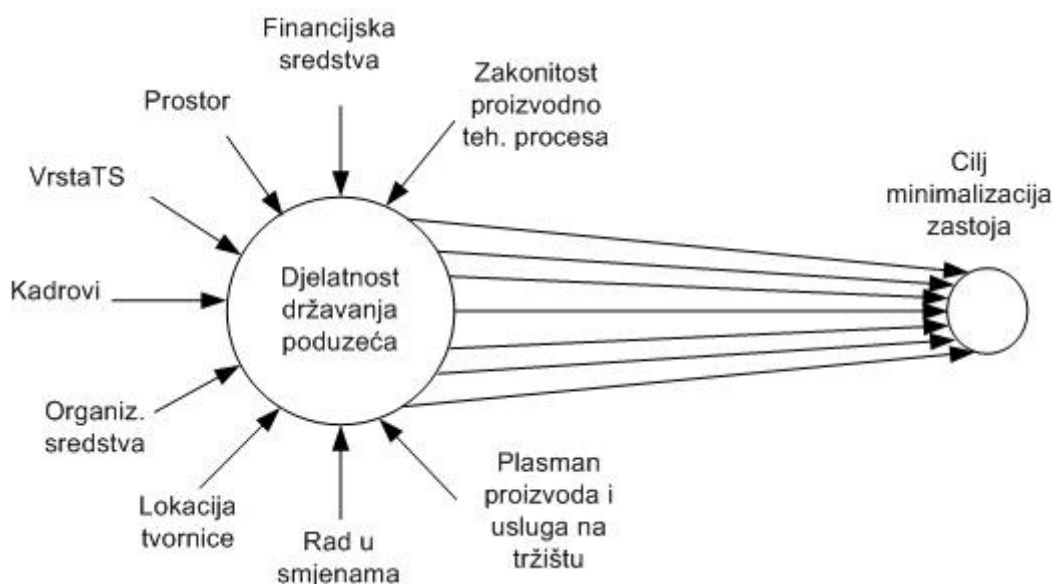 Financijska
sredstva
Zakonitost
proizvodno
teh. procesa
Prostor
VrstaTS
Kadrovi
Organiz.
sredstva
Lokacija
tvornice
Rad u
smjenama
Plasman
proizvoda i
usluga na
tržištu
Djelatnost
državanja
poduzeća
Cilj
minimalizacija
zastoja